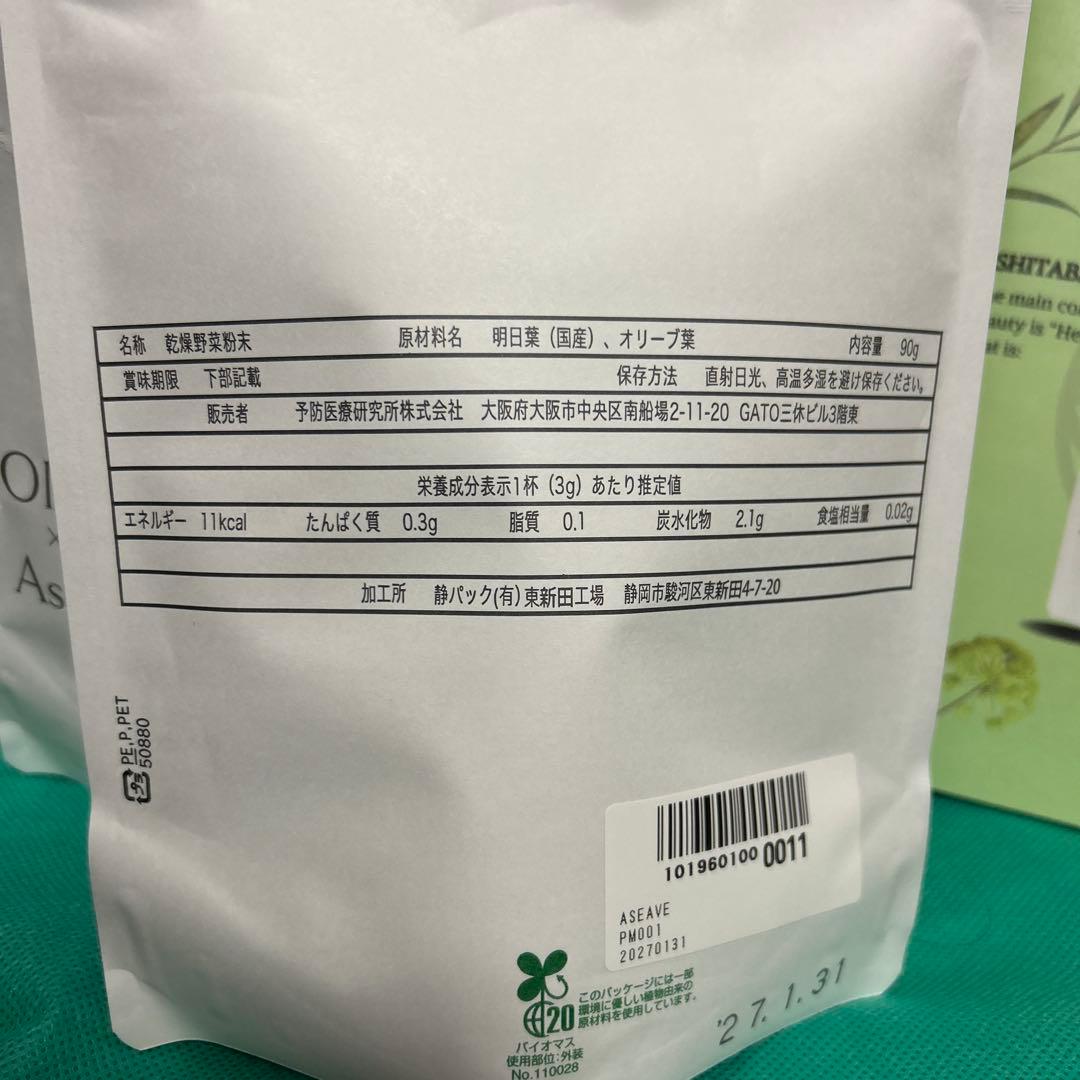 名称 乾燥野菜粉末 原材料名 明日葉（国産）、オリーブ葉 内容量 90g
賞味期限 下部記載 保存方法 直射日光、高温多湿を避け保存ください。
販売者 予防医療研究所株式会社 大阪府大阪市中央区南船場2-11-20 GATO三休ビル3階東
栄養成分表示1杯（3g）あたり推定値
エネルギー 11kcal たんぱく質 0.3g 脂質 0.1 炭水化物 2.1g 食塩相当量 0.02g
加工所 静パック(有)東新田工場 静岡市駿河区東新田4-7-20
プラ PE,P,PET
50880
101960100 0011
ASEAVE
PM001
20270131
このパッケージには一部
環境に優しい植物由来の
原材料を使用しています。
20
バイオマス
使用部位:外装
No.110028
'27.1.31
As
main
is: